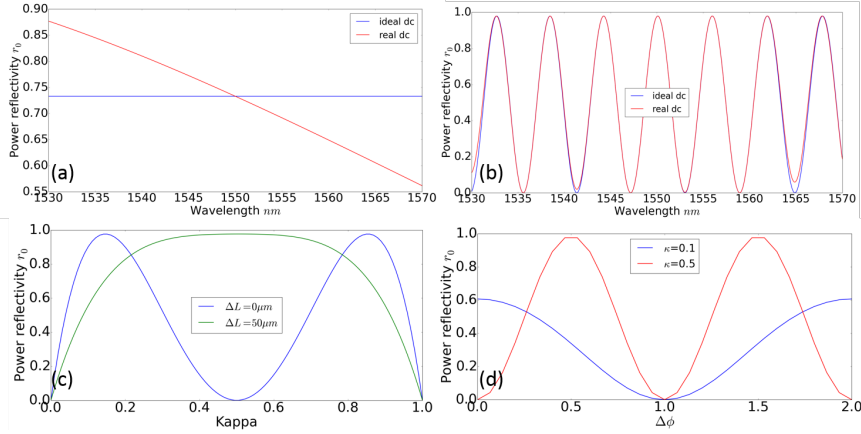 0.90
0.85
0.80
0.75
0.70
0.65
0.60
0.55
Power reflectivity r₀
ideal dc
real dc
(a)
1530 1535 1540 1545 1550 1555 1560 1565 1570
Wavelength nm
1.0
0.8
0.6
0.4
0.2
0.0
Power reflectivity r₀
ideal dc
real dc
(b)
1530 1535 1540 1545 1550 1555 1560 1565 1570
Wavelength nm
1.0
0.8
0.6
0.4
0.2
0.0
Power reflectivity r₀
ΔL=0μm
ΔL=50μm
(c)
0.0 0.2 0.4 0.6 0.8 1.0
Kappa
1.0
0.8
0.6
0.4
0.2
0.0
Power reflectivity r₀
κ=0.1
κ=0.5
(d)
0.0 0.5 1.0 1.5 2.0
Δϕ